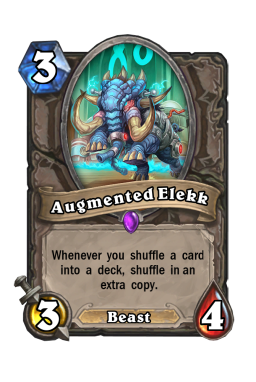 3
Augmented Elekk
Whenever you shuffle a card
into a deck, shuffle in an
extra copy.
3
Beast
4